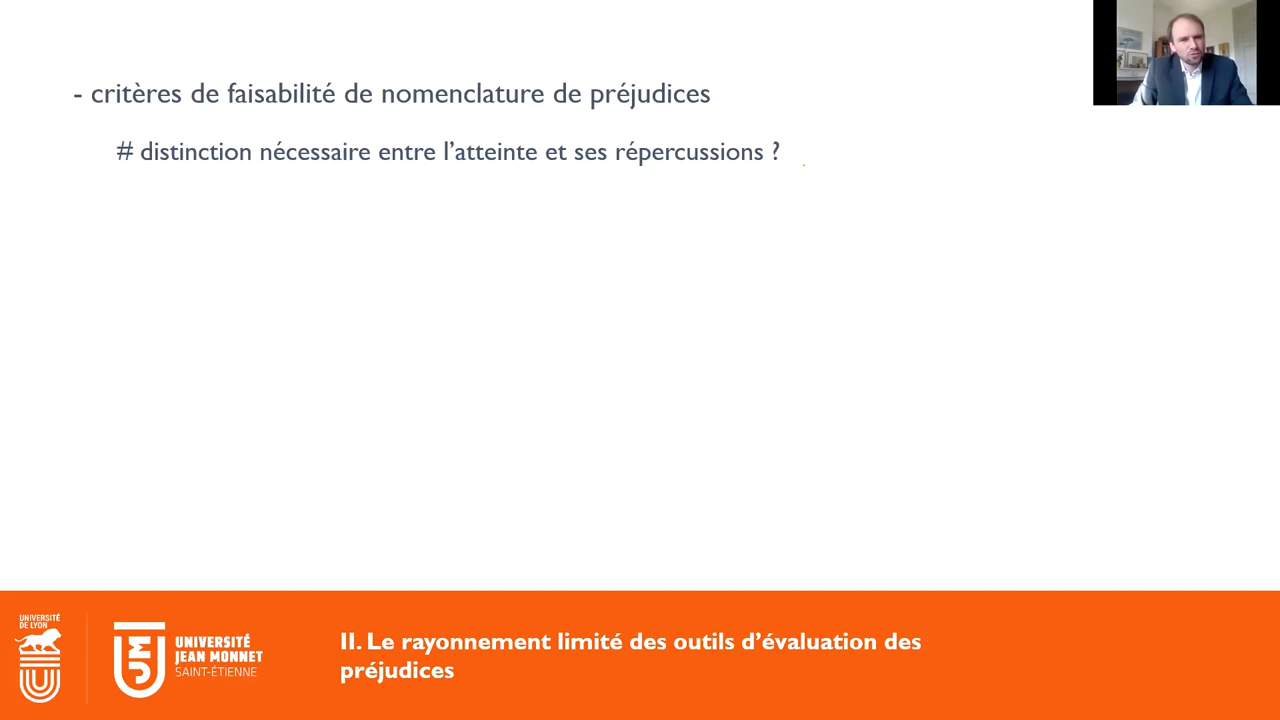 - critères de faisabilité de nomenclature de préjudices
# distinction nécessaire entre l’atteinte et ses répercussions ?
UNIVERSITÉ
DE LYON
UNIVERSITÉ
JEAN MONNET
SAINT-ÉTIENNE
II. Le rayonnement limité des outils d’évaluation des
préjudices